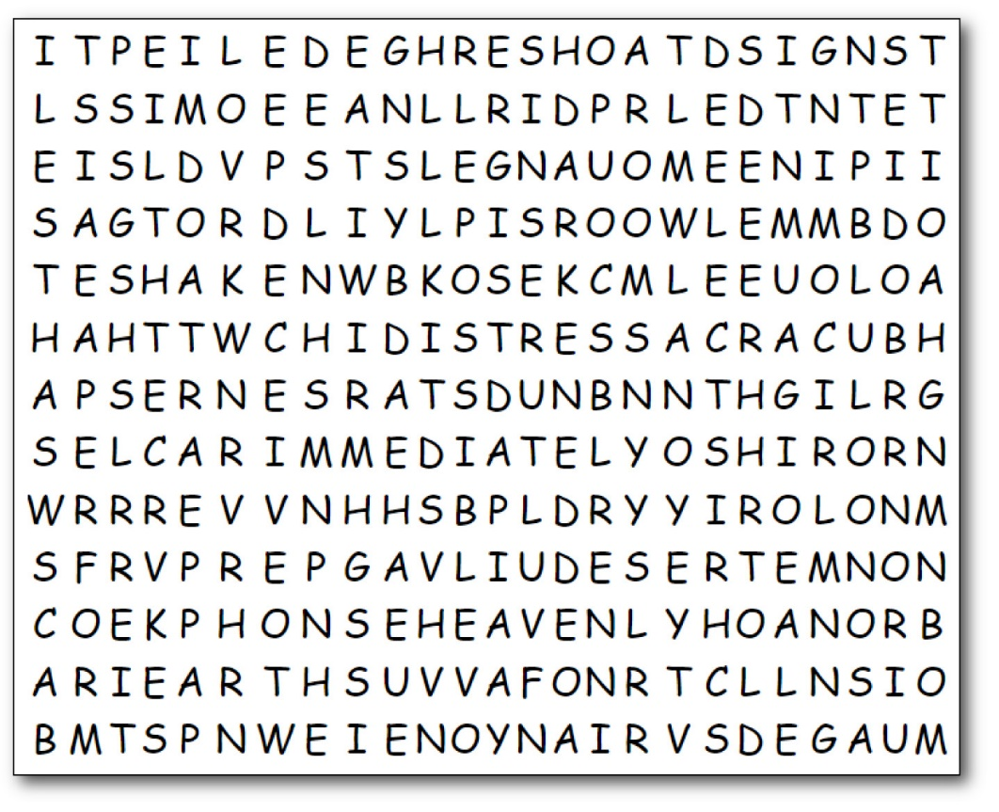 I T P E I L E D E G H R E S H O A T D S I G N S T
L S S I M O E E A N L L R I D P R L E D T N T E T
E I S L D V P S T S L E G N A U O M E E N I P I I
S A G T O R D L I Y L P I S R O O W L E M M B D O
T E S H A K E N W B K O S E K C M L E E U O L O A
H A H T T W C H I D I S T R E S S A C R A C U B H
A P S E R N E S R A T S D U N B N N T H G I L R G
S E L C A R I M M E D I A T E L Y O S H I R O R N
W R R R E V V N H H S B P L D R Y Y I R O L O N M
S F R V P R E P G A V L I U D E S E R T E M N O N
C O E K P H O N S E H E A V E N L Y H O A N O R B
A R I E A R T H S U V V A F O N R T C L L N S I O
B M T S P N W E I E N O Y N A I R V S D E G A U M